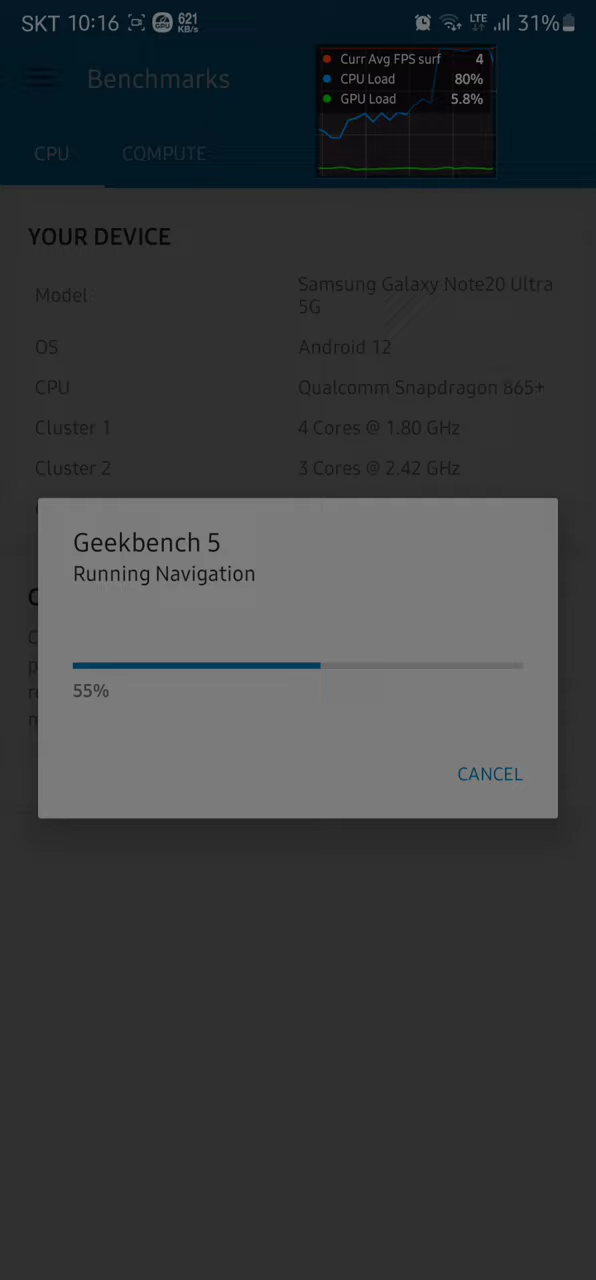 SKT 10:16 GPU 621 KB/s LTE 31%
Curr Avg FPS surf 4
Benchmarks
CPU Load 80%
GPU Load 5.8%
CPU COMPUTE
YOUR DEVICE
Model Samsung Galaxy Note20 Ultra
5G
OS Android 12
CPU Qualcomm Snapdragon 865+
Cluster 1 4 Cores @ 1.80 GHz
Cluster 2 3 Cores @ 2.42 GHz
Geekbench 5
Running Navigation
55%
CANCEL